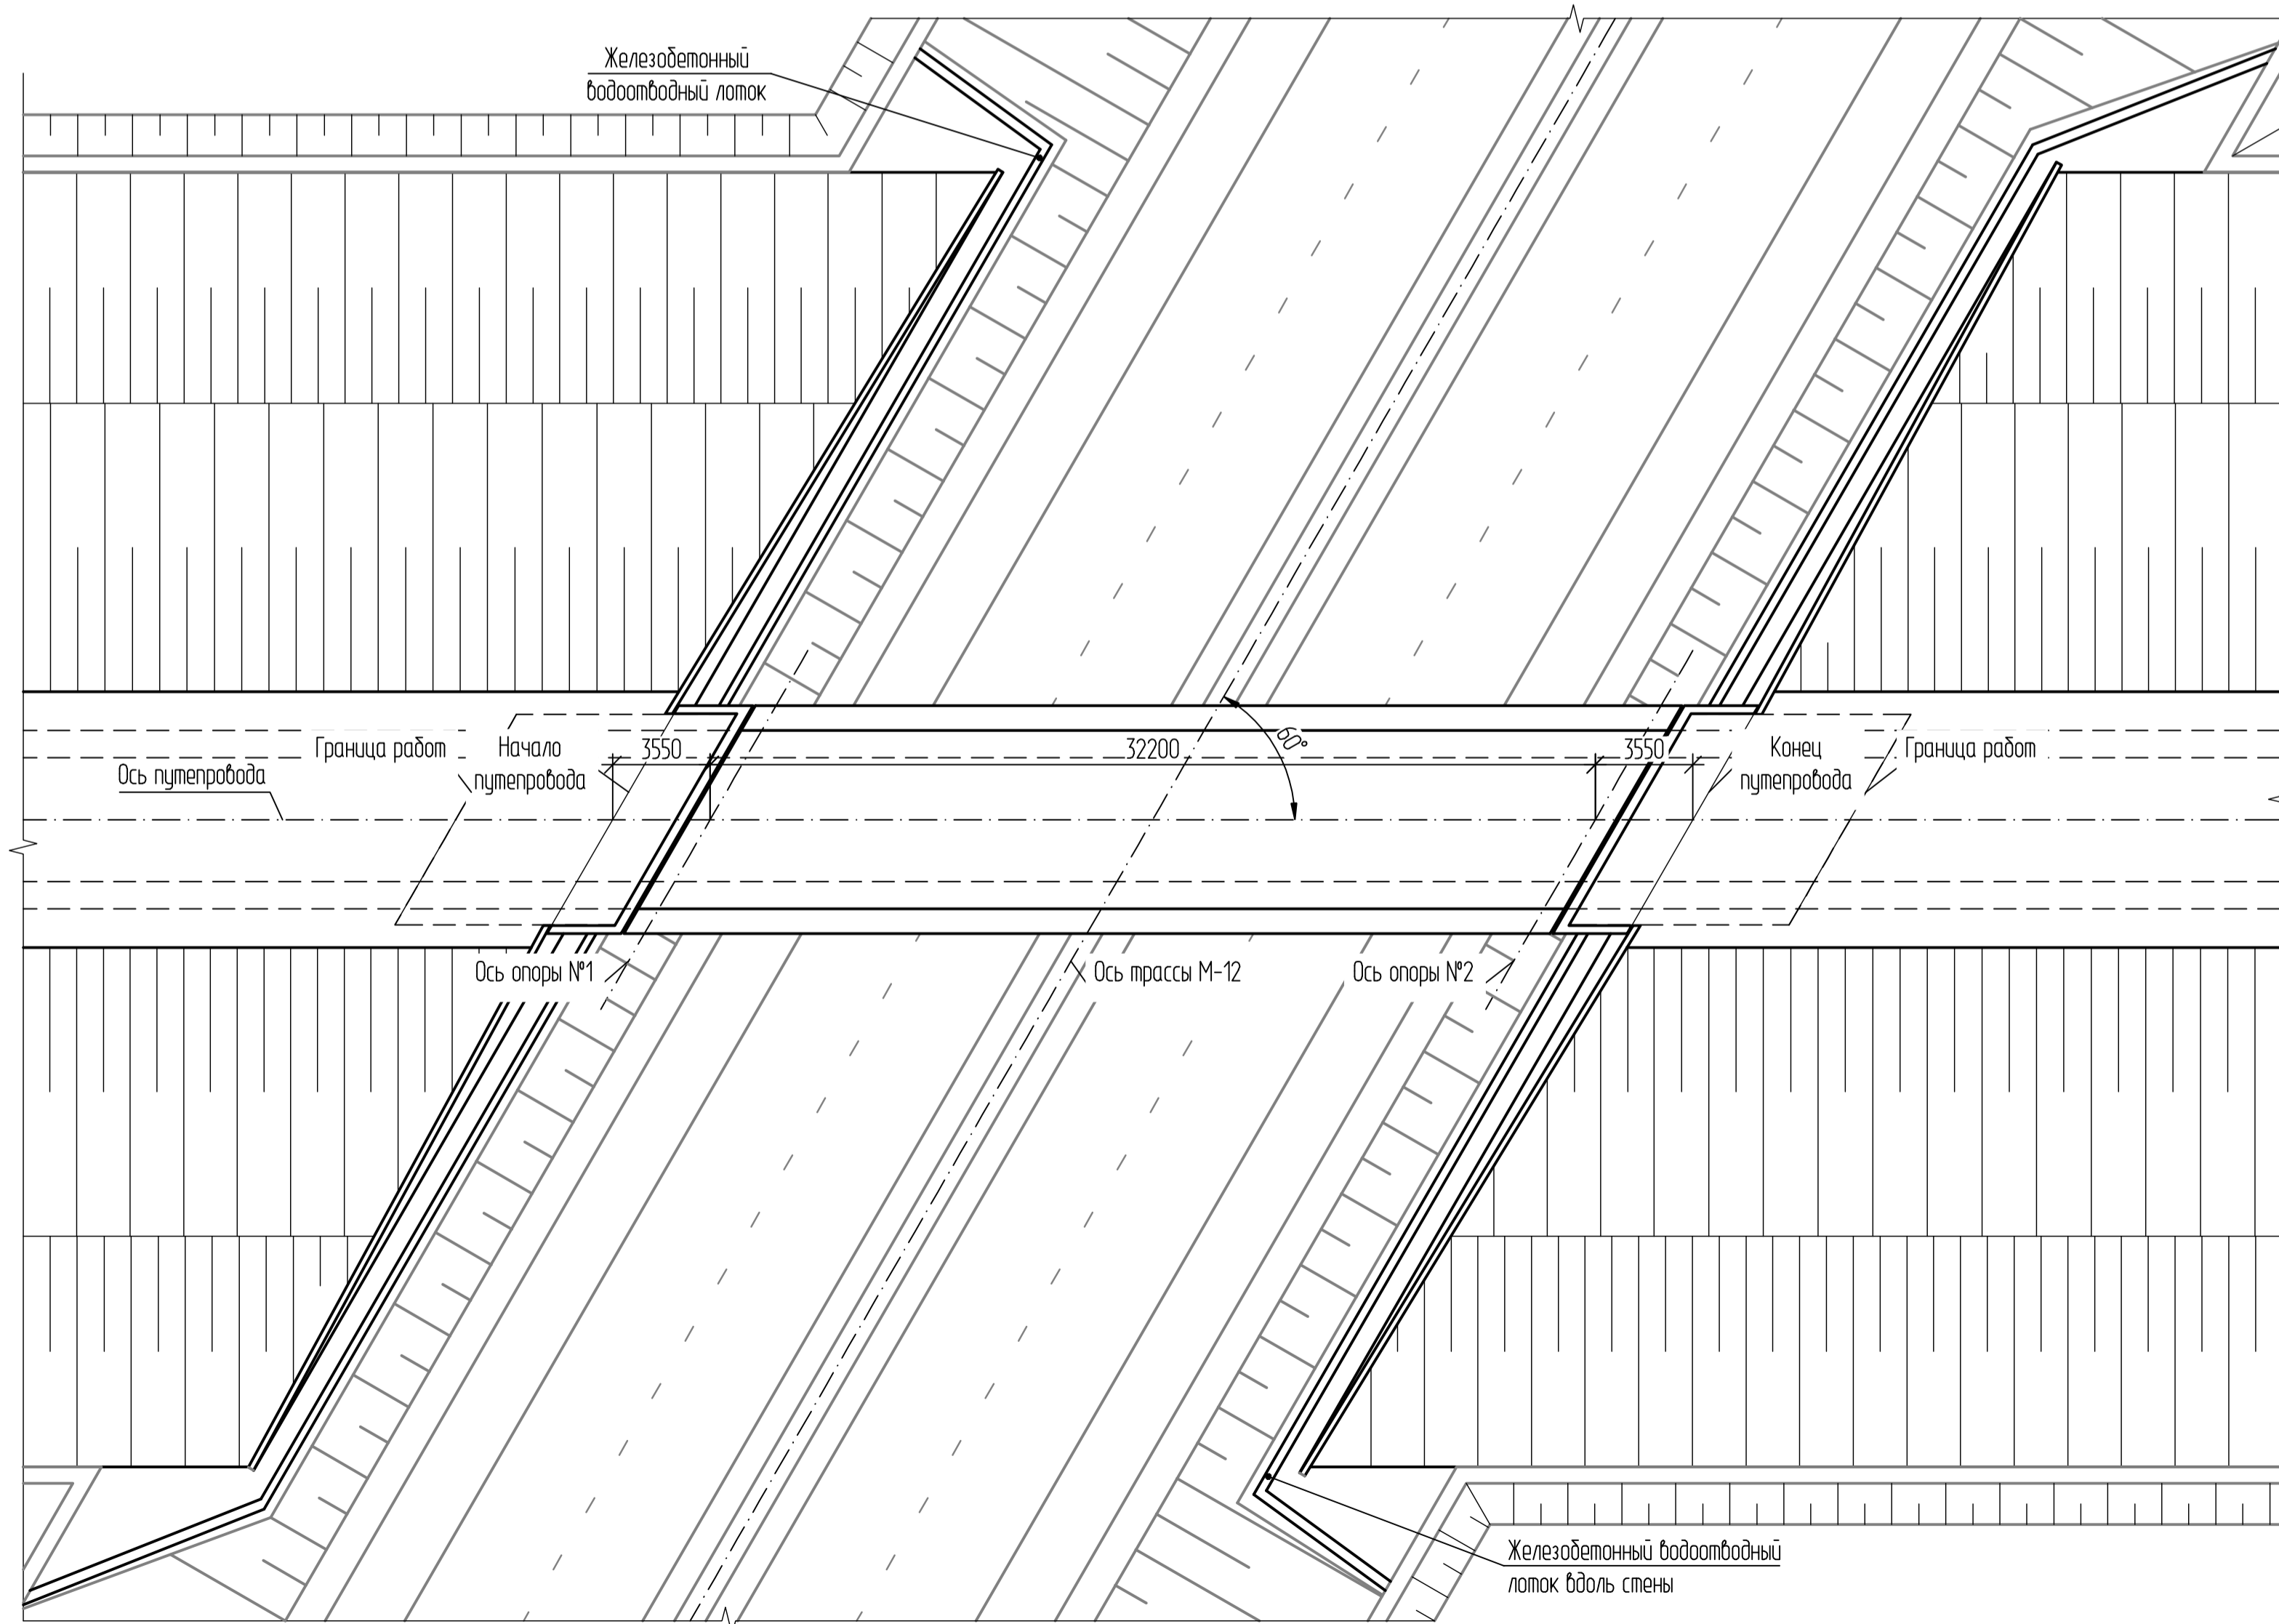 Железобетонный
водоотводный лоток
Граница работ
Начало
путепровода
3550
32200
60°
3550
Конец
путепровода
Граница работ
Ось путепровода
Ось опоры №1
Ось трассы М-12
Ось опоры №2
Железобетонный водоотводный
лоток вдоль стены